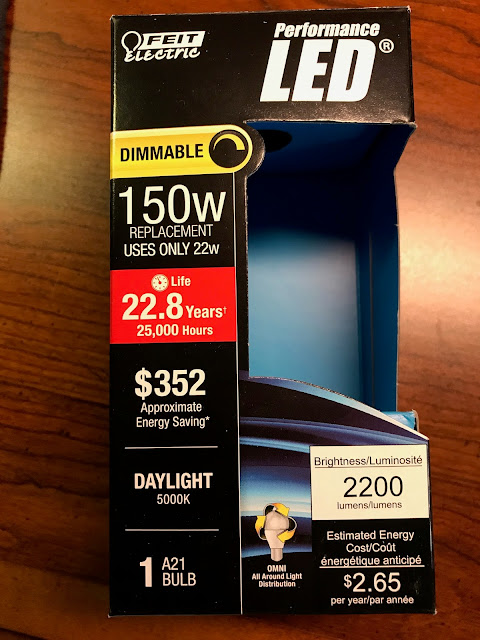 FEIT
Electric
Performance
LED®
DIMMABLE
150w
REPLACEMENT
USES ONLY 22w
Life
22.8 Years†
25,000 Hours
$352
Approximate
Energy Saving*
DAYLIGHT
5000K
1 A21
BULB
OMNI
All Around Light
Distribution
Brightness/Luminosité
2200
lumens/lumens
Estimated Energy
Cost/Coût
énergétique anticipé
$2.65
per year/par année